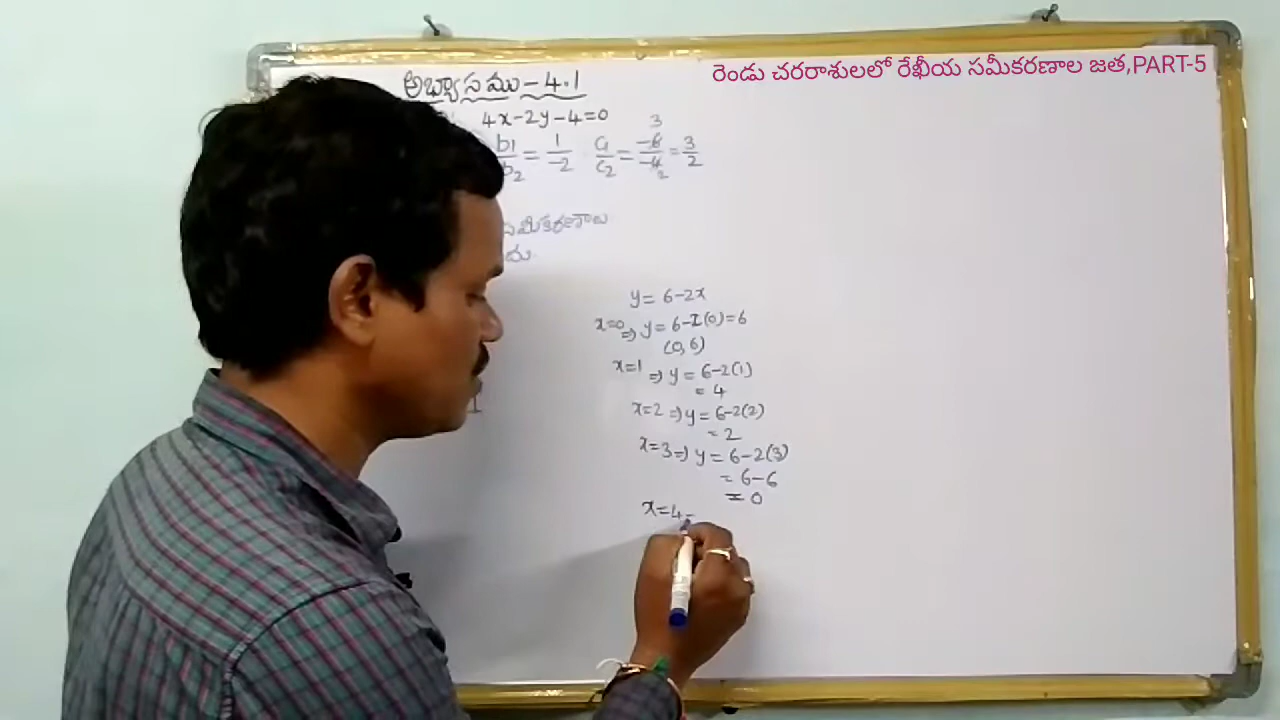 రెండు చరరాశులలో రేఖీయ సమీకరణాల జత,PART-5
అభ్యాసము - 4.1
4x-2y-4=0
b1/b2 = 1/-2 c1/c2 = -6/-4 = 3/2
సమీకరణాలు
y = 6-2x
x=0 => y = 6-2(0)=6
(0,6)
x=1 => y = 6-2(1)
= 4
x=2 => y = 6-2(2)
= 2
x=3 => y = 6-2(3)
= 6-6
= 0
x=4=